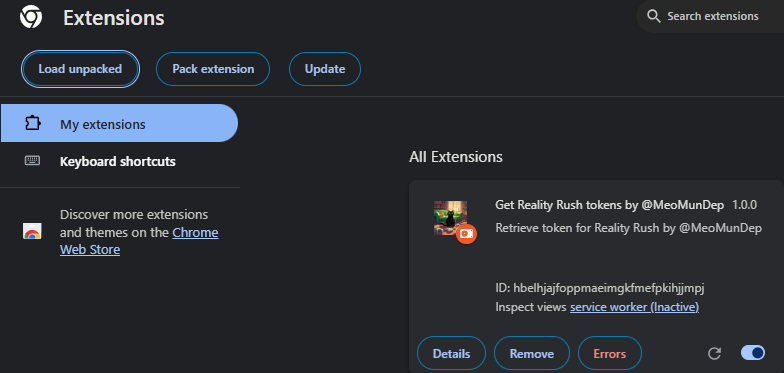 Extensions
Search extensions
Load unpacked
Pack extension
Update
My extensions
Keyboard shortcuts
Discover more extensions
and themes on the Chrome
Web Store
All Extensions
Get Reality Rush tokens by @MeoMunDep 1.0.0
Retrieve token for Reality Rush by @MeoMunDep
ID: hbelhjajfoppmaeimgkfmefpkihjjmpj
Inspect views service worker (Inactive)
Details
Remove
Errors